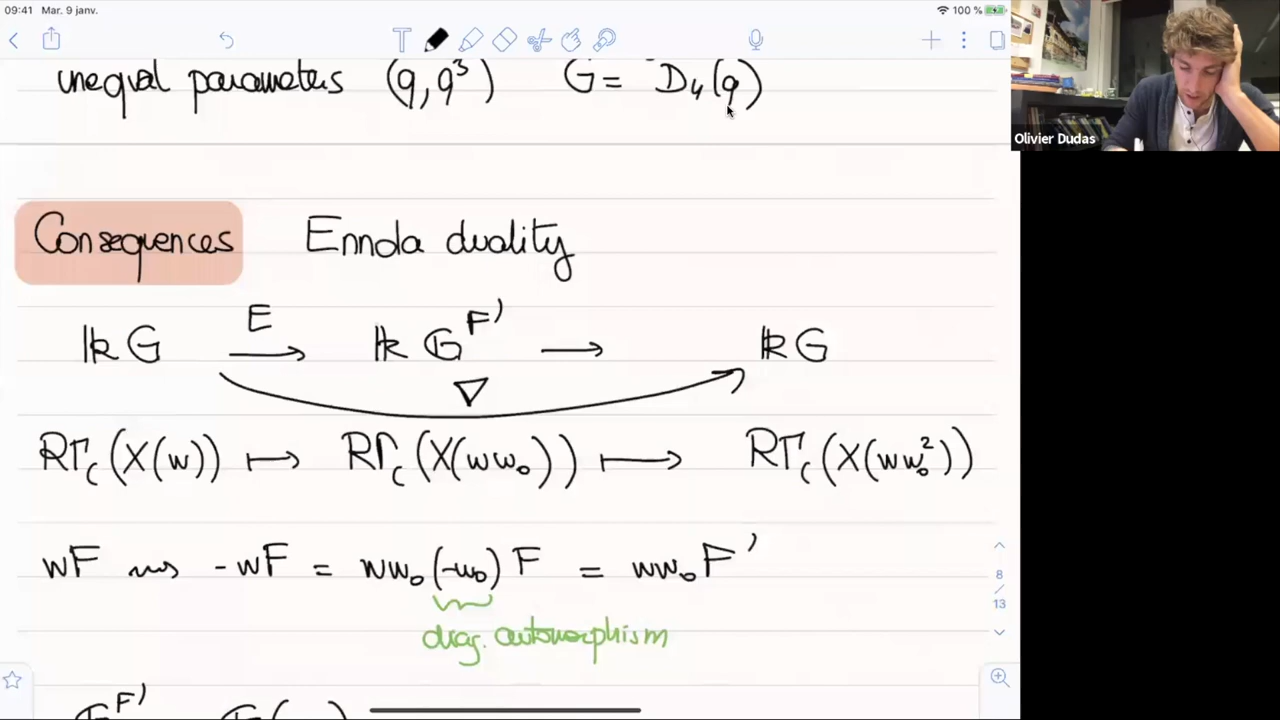 09:41 Mar. 9 janv.
100 %
unequal parameters (q, q³) G = D₄(q)
Olivier Dudas
Consequences Ennola duality
E
𝕜G ⟶ 𝕜𝔾^F' ⟶ 𝕜G
∇
RΓ_c(X(w)) ⟼ RΓ_c(X(ww₀)) ⟼ RΓ_c(X(ww₀²))
wF ⇝ -wF = ww₀(-w₀)F = ww₀F'
diag. automorphism
8
/
13